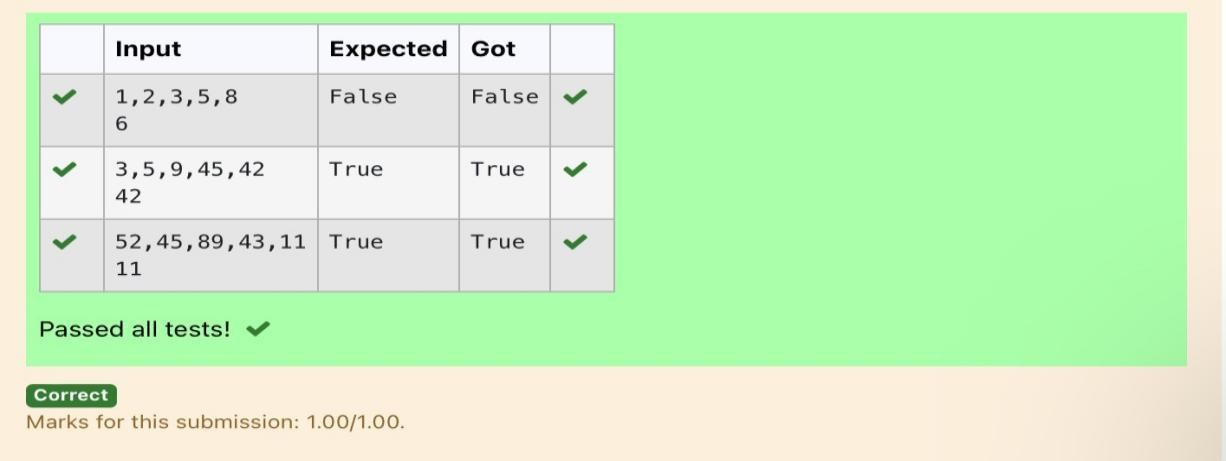 Input Expected Got
1,2,3,5,8 False False
6
3,5,9,45,42 True True
42
52,45,89,43,11 True True
11
Passed all tests!
Correct
Marks for this submission: 1.00/1.00.